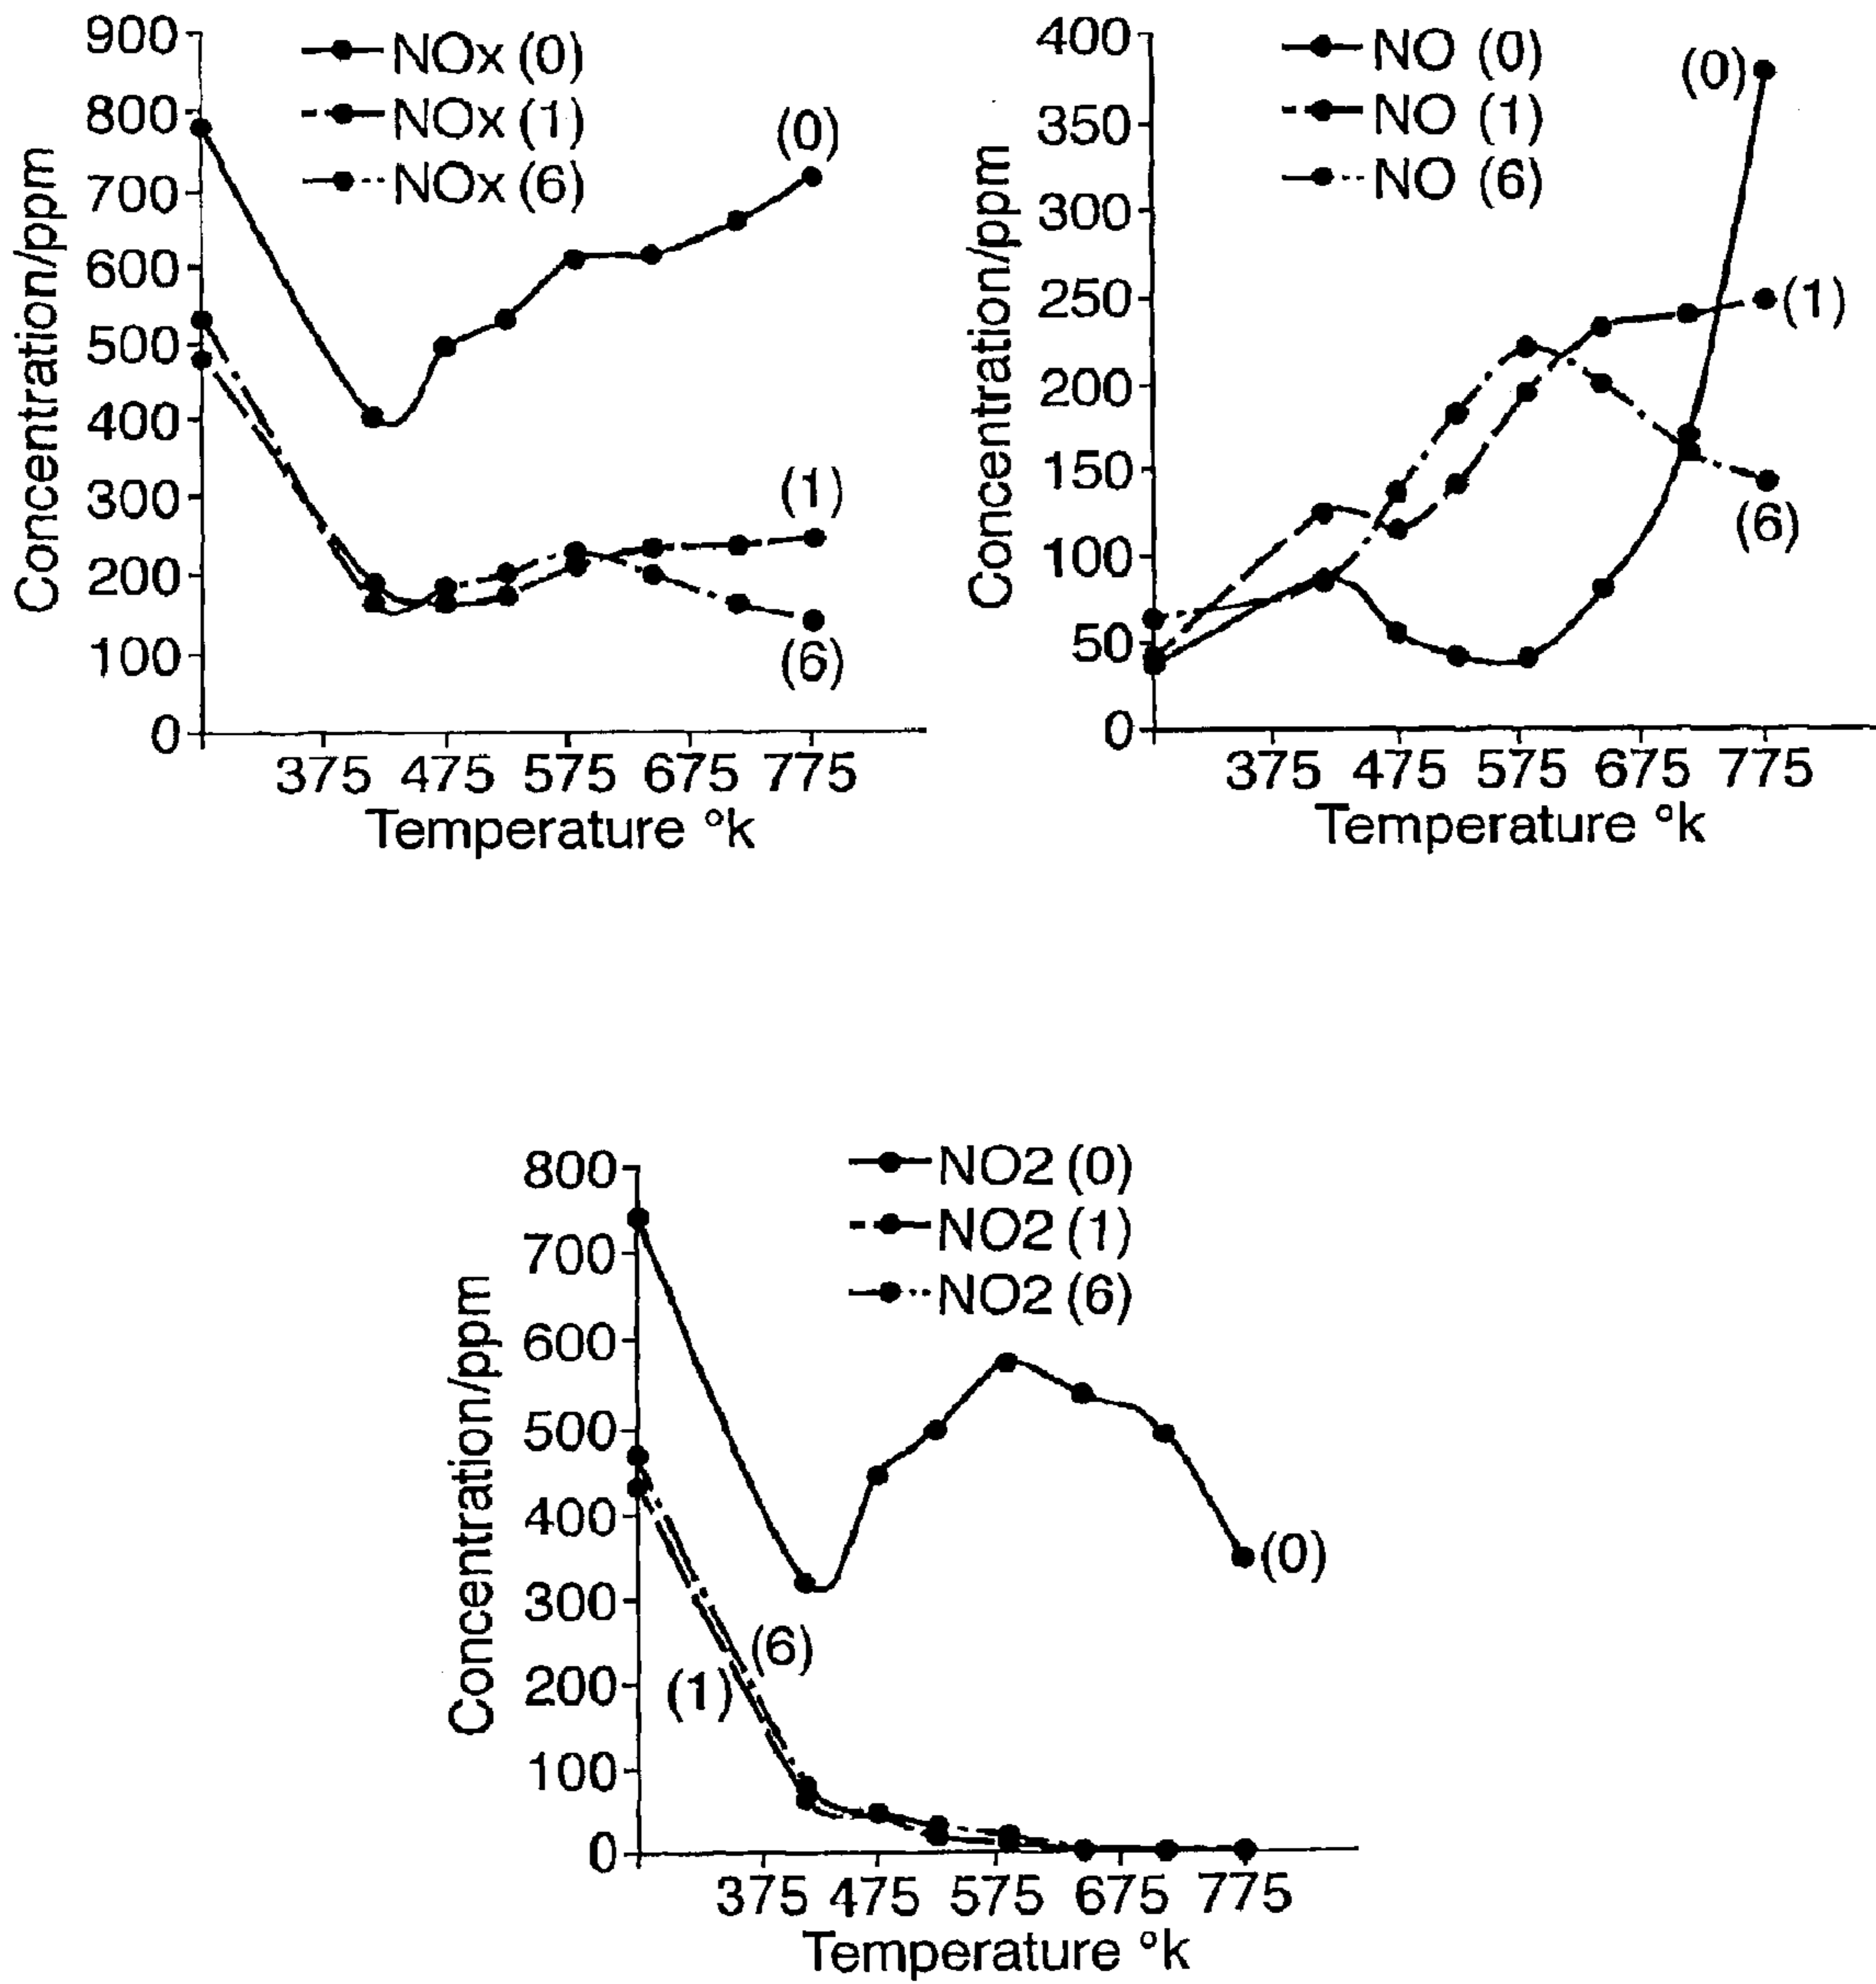 NOx (0)
NOx (1)
NOx (6)
900
800
700
600
500
400
300
200
100
0
Concentration/ppm
(0)
(1)
(6)
375 475 575 675 775
Temperature °k
NO (0)
NO (1)
NO (6)
400
350
300
250
200
150
100
50
0
Concentration/ppm
(0)
(1)
(6)
375 475 575 675 775
Temperature °k
NO2 (0)
NO2 (1)
NO2 (6)
800
700
600
500
400
300
200
100
0
Concentration/ppm
(0)
(6)
(1)
375 475 575 675 775
Temperature °k